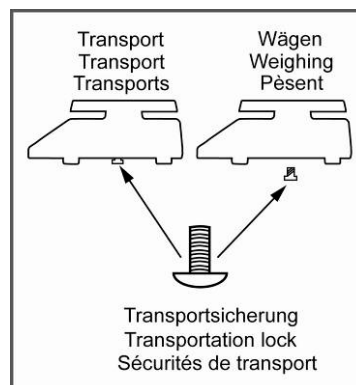 Transport
Transport
Transports
Wägen
Weighing
Pèsent
Transportsicherung
Transportation lock
Sécurités de transport